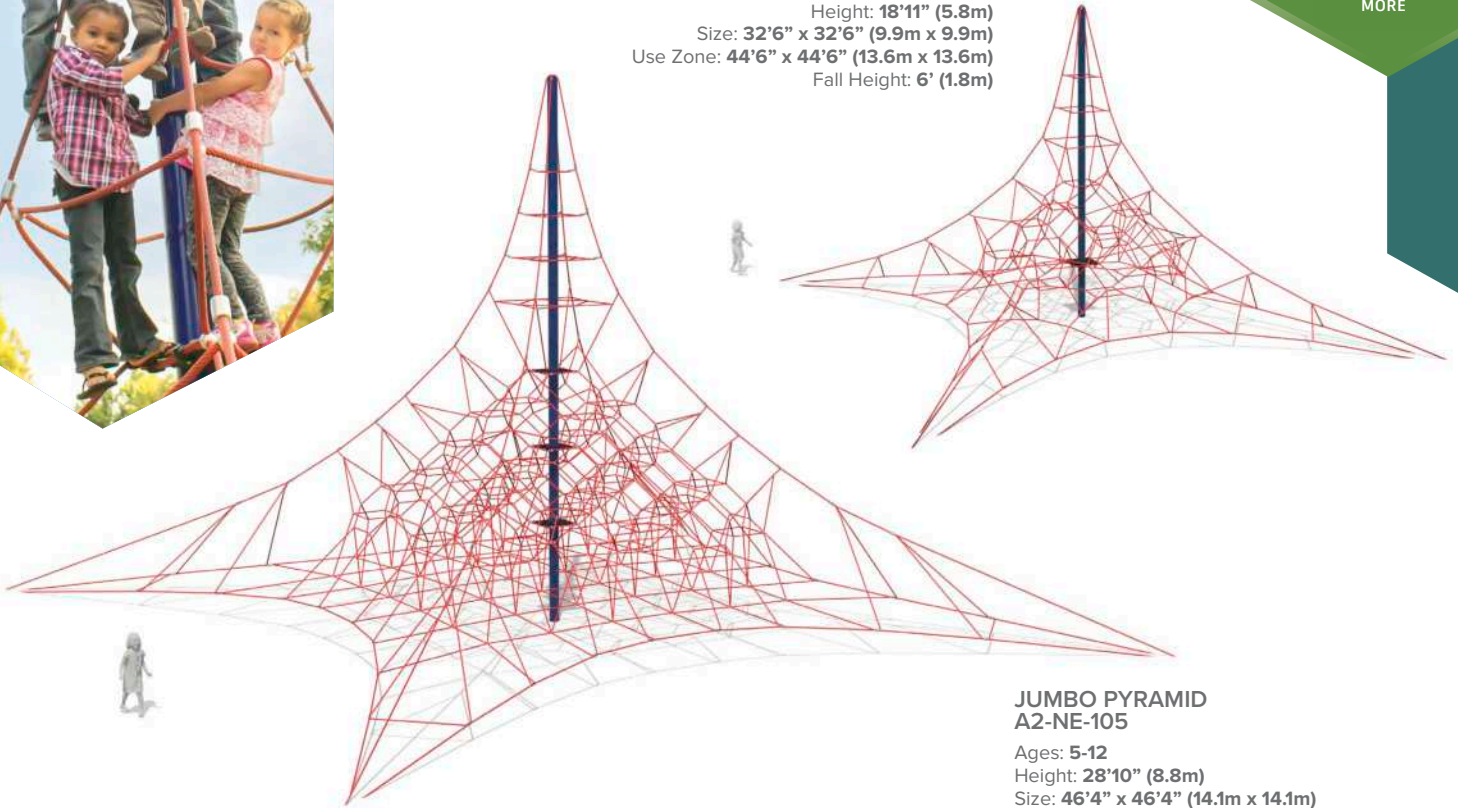 MORE
Height: 18’11” (5.8m)
Size: 32’6” x 32’6” (9.9m x 9.9m)
Use Zone: 44’6” x 44’6” (13.6m x 13.6m)
Fall Height: 6’ (1.8m)
JUMBO PYRAMID
A2-NE-105
Ages: 5-12
Height: 28’10” (8.8m)
Size: 46’4” x 46’4” (14.1m x 14.1m)